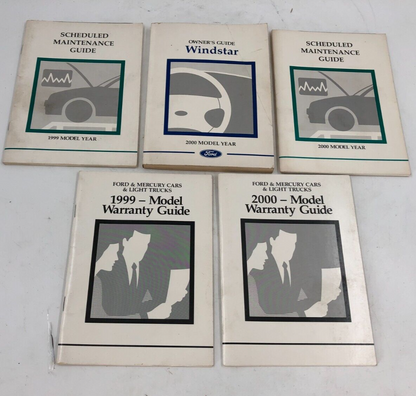 SCHEDULED
MAINTENANCE
GUIDE
1999 MODEL YEAR
OWNER'S GUIDE
Windstar
2000 MODEL YEAR
Ford
SCHEDULED
MAINTENANCE
GUIDE
2000 MODEL YEAR
FORD & MERCURY CARS
& LIGHT TRUCKS
1999 – Model
Warranty Guide
FORD & MERCURY CARS
& LIGHT TRUCKS
2000 – Model
Warranty Guide